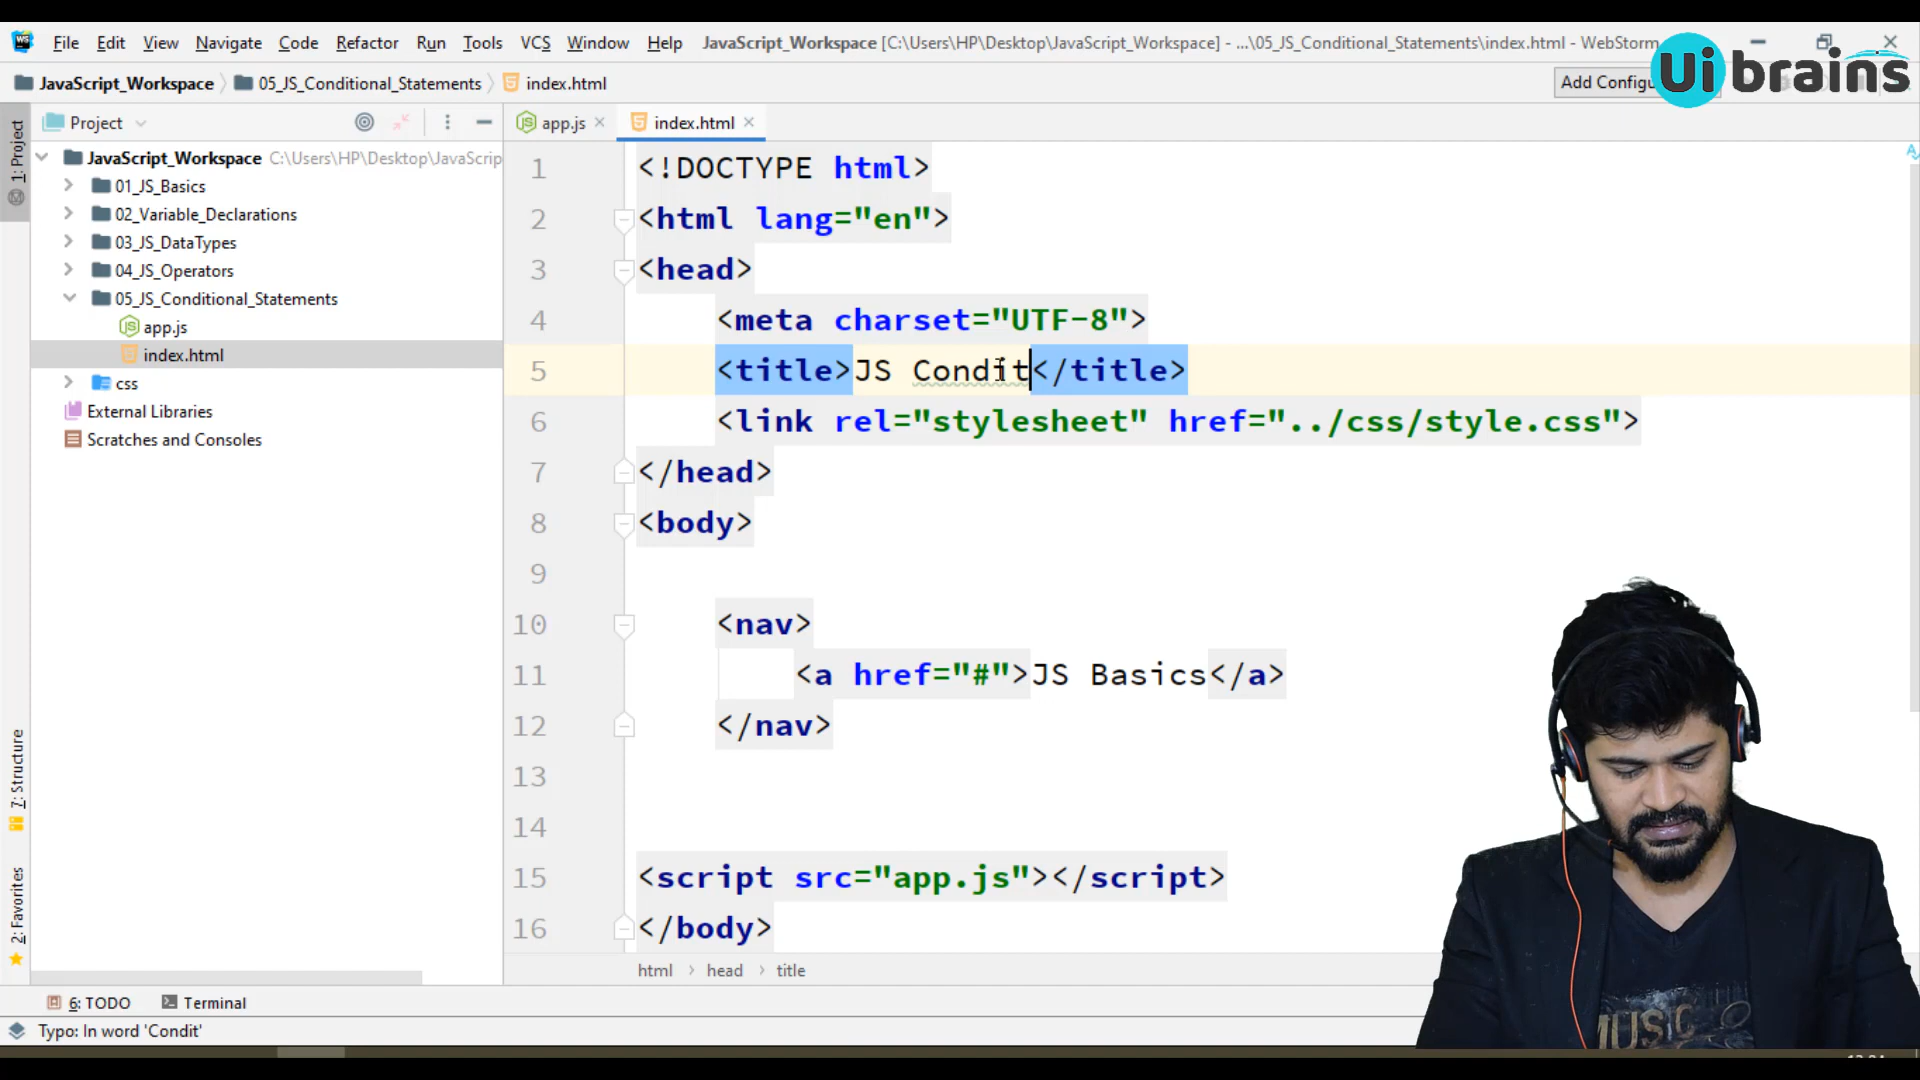 WS File Edit View Navigate Code Refactor Run Tools VCS Window Help JavaScript_Workspace [C:\Users\HP\Desktop\JavaScript_Workspace] - ...\05_JS_Conditional_Statements\index.html - WebStorm
Ui brains
JavaScript_Workspace 05_JS_Conditional_Statements index.html Add Configu
Project app.js index.html
1: Project
JavaScript_Workspace C:\Users\HP\Desktop\JavaScrip
01_JS_Basics
02_Variable_Declarations
03_JS_DataTypes
04_JS_Operators
05_JS_Conditional_Statements
app.js
index.html
css
External Libraries
Scratches and Consoles
7: Structure
2: Favorites
1 <!DOCTYPE html>
2 <html lang="en">
3 <head>
4 <meta charset="UTF-8">
5 <title>JS Condit</title>
6 <link rel="stylesheet" href="../css/style.css">
7 </head>
8 <body>
9
10 <nav>
11 <a href="#">JS Basics</a>
12 </nav>
13
14
15 <script src="app.js"></script>
16 </body>
html head title
6: TODO Terminal
Typo: In word 'Condit'
MUSIC